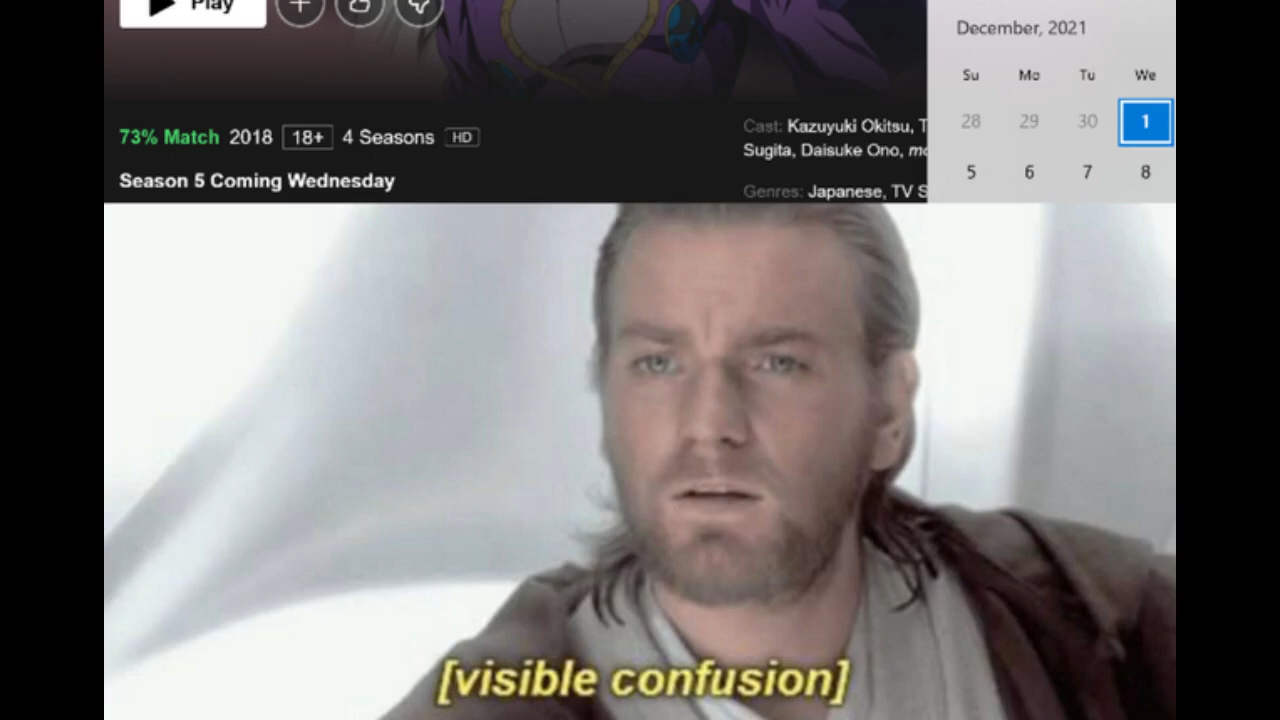 Play
December, 2021
Su Mo Tu We
28 29 30 1
5 6 7 8
73% Match 2018 18+ 4 Seasons HD
Season 5 Coming Wednesday
Cast: Kazuyuki Okitsu, T
Sugita, Daisuke Ono, mo
Genres: Japanese, TV S
[visible confusion]